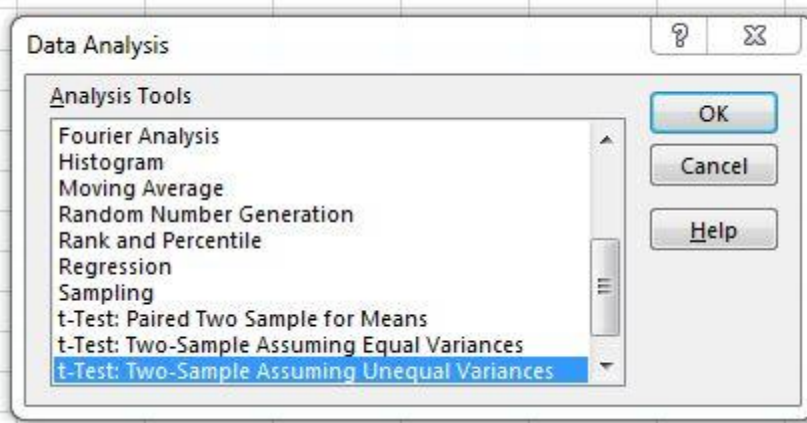 Data Analysis
Analysis Tools
Fourier Analysis
Histogram
Moving Average
Random Number Generation
Rank and Percentile
Regression
Sampling
t-Test: Paired Two Sample for Means
t-Test: Two-Sample Assuming Equal Variances
t-Test: Two-Sample Assuming Unequal Variances
OK
Cancel
Help